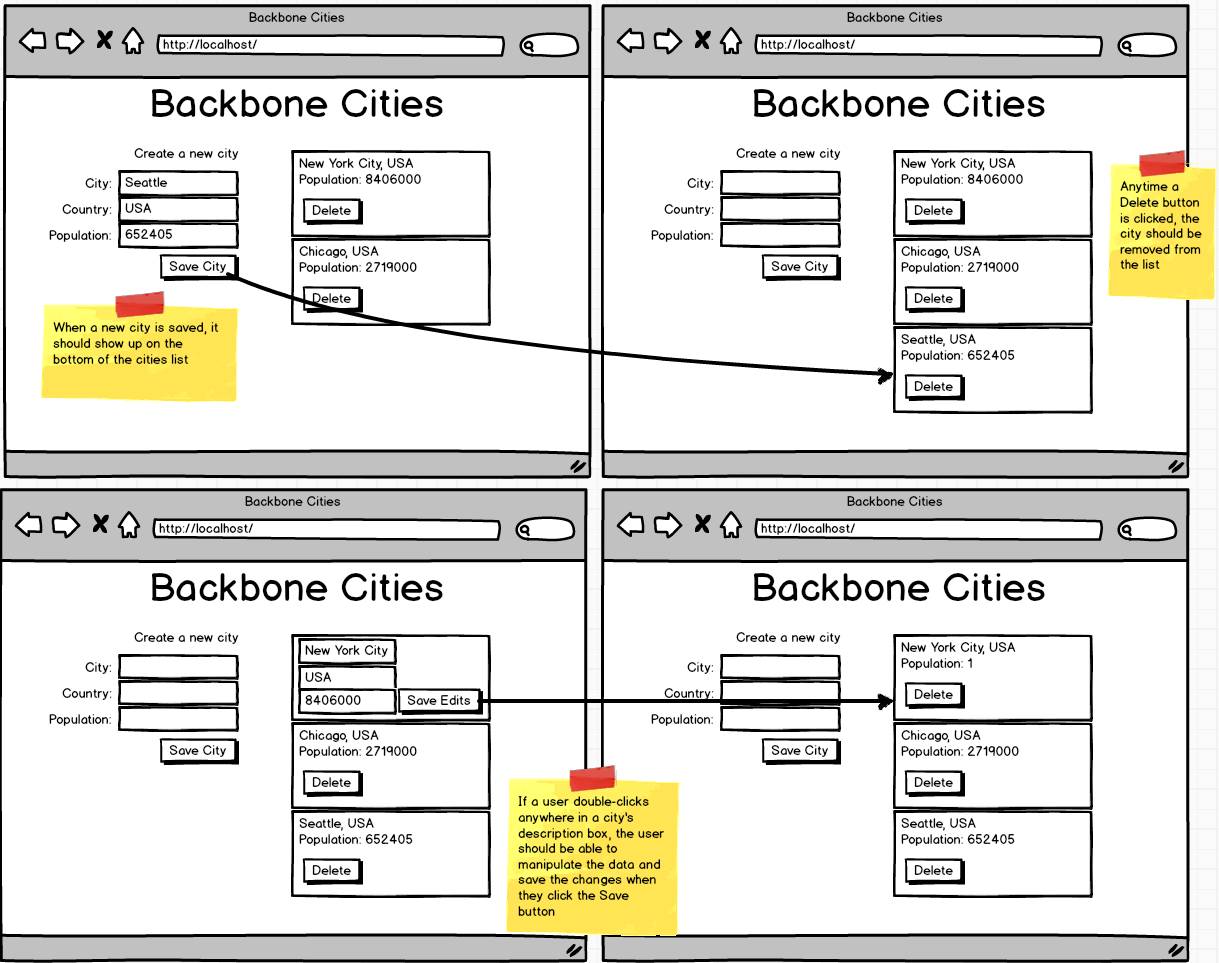 Backbone Cities
http://localhost/
Backbone Cities
Create a new city
City: Seattle
Country: USA
Population: 652405
Save City
When a new city is saved, it
should show up on the
bottom of the cities list
New York City, USA
Population: 8406000
Delete
Chicago, USA
Population: 2719000
Delete
Backbone Cities
http://localhost/
Backbone Cities
Create a new city
City:
Country:
Population:
Save City
New York City, USA
Population: 8406000
Delete
Chicago, USA
Population: 2719000
Delete
Seattle, USA
Population: 652405
Delete
Anytime a
Delete button
is clicked, the
city should be
removed from
the list
Backbone Cities
http://localhost/
Backbone Cities
Create a new city
City:
Country:
Population:
Save City
New York City
USA
8406000 Save Edits
Chicago, USA
Population: 2719000
Delete
Seattle, USA
Population: 652405
Delete
If a user double-clicks
anywhere in a city's
description box, the user
should be able to
manipulate the data and
save the changes when
they click the Save
button
Backbone Cities
http://localhost/
Backbone Cities
Create a new city
City:
Country:
Population:
Save City
New York City, USA
Population: 1
Delete
Chicago, USA
Population: 2719000
Delete
Seattle, USA
Population: 652405
Delete